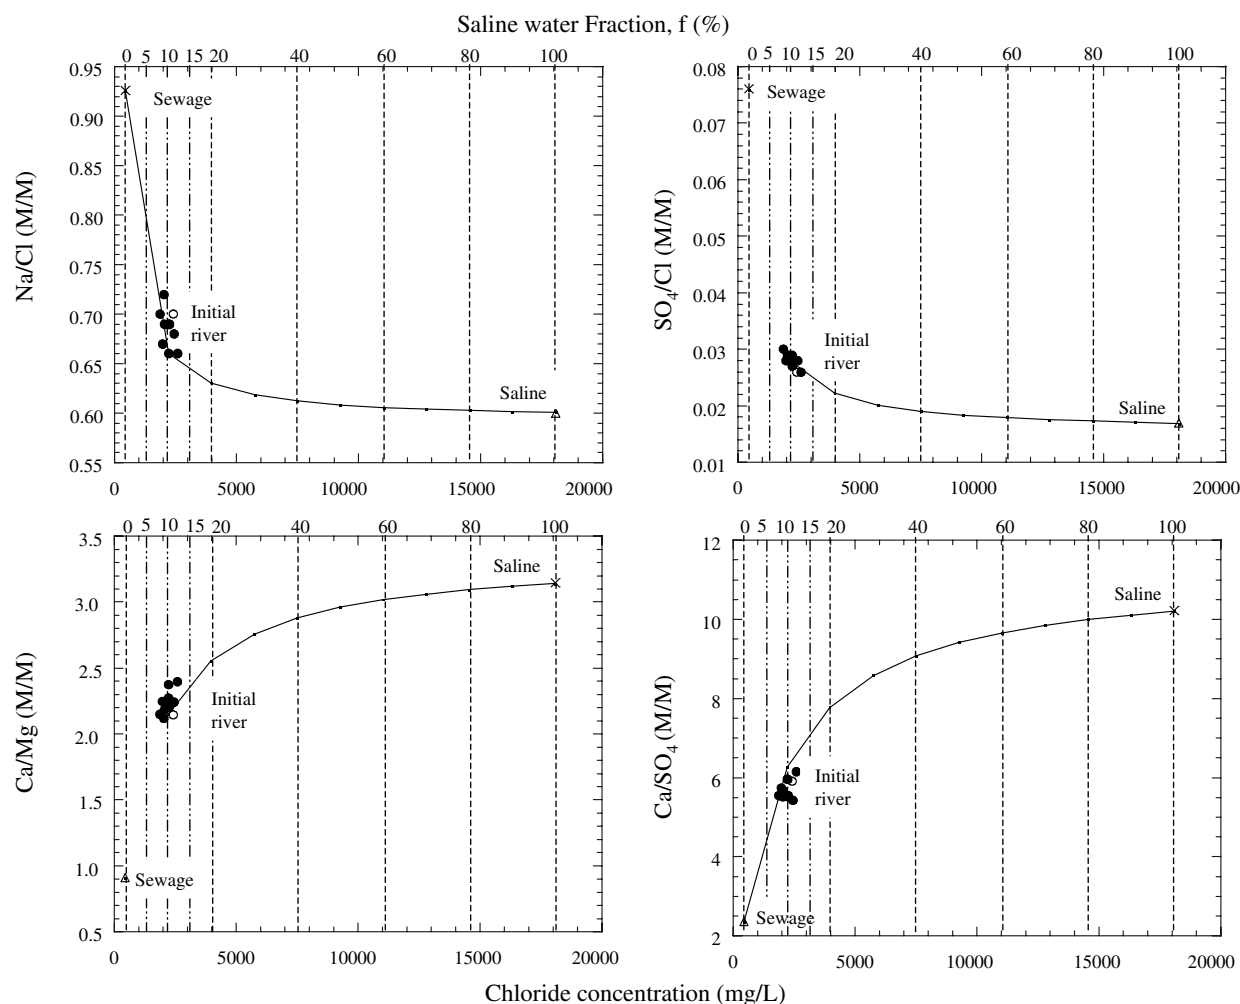 Saline water Fraction, f (%)
0 5 10 15 20 40 60 80 100
0.95
0.90
0.80
0.70
0.65
0.60
0.55
Na/Cl (M/M)
Sewage
Initial
river
Saline
0 5000 10000 15000 20000
0 5 10 15 20 40 60 80 100
0.08
0.07
0.06
0.05
0.04
0.03
0.02
0.01
SO4/Cl (M/M)
Sewage
Initial
river
Saline
0 5000 10000 15000 20000
0 5 10 15 20 40 60 80 100
3.5
3.0
2.5
2.0
1.5
1.0
0.5
Ca/Mg (M/M)
Saline
Initial
river
Sewage
0 5000 10000 15000 20000
0 5 10 15 20 40 60 80 100
12
10
8
6
4
2
Ca/SO4 (M/M)
Saline
Initial
river
Sewage
0 5000 10000 15000 20000
Chloride concentration (mg/L)